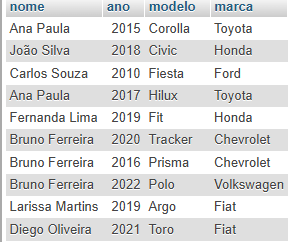 nome ano modelo marca
Ana Paula 2015 Corolla Toyota
João Silva 2018 Civic Honda
Carlos Souza 2010 Fiesta Ford
Ana Paula 2017 Hilux Toyota
Fernanda Lima 2019 Fit Honda
Bruno Ferreira 2020 Tracker Chevrolet
Bruno Ferreira 2016 Prisma Chevrolet
Bruno Ferreira 2022 Polo Volkswagen
Larissa Martins 2019 Argo Fiat
Diego Oliveira 2021 Toro Fiat